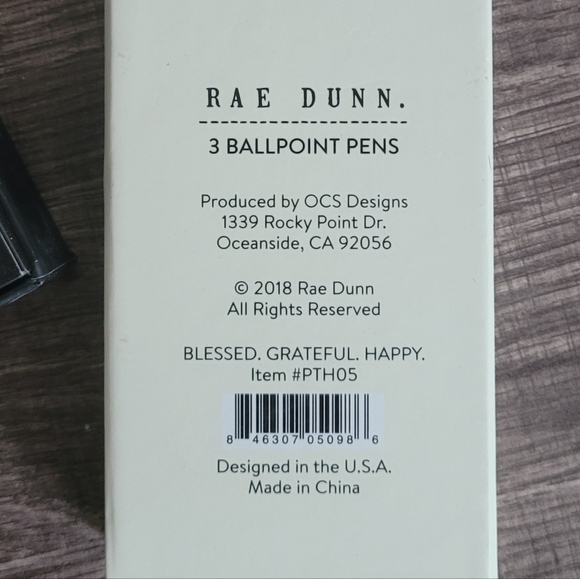 RAE DUNN.
3 BALLPOINT PENS
Produced by OCS Designs
1339 Rocky Point Dr.
Oceanside, CA 92056
© 2018 Rae Dunn
All Rights Reserved
BLESSED. GRATEFUL. HAPPY.
Item #PTH05
8 46307 05098 6
Designed in the U.S.A.
Made in China